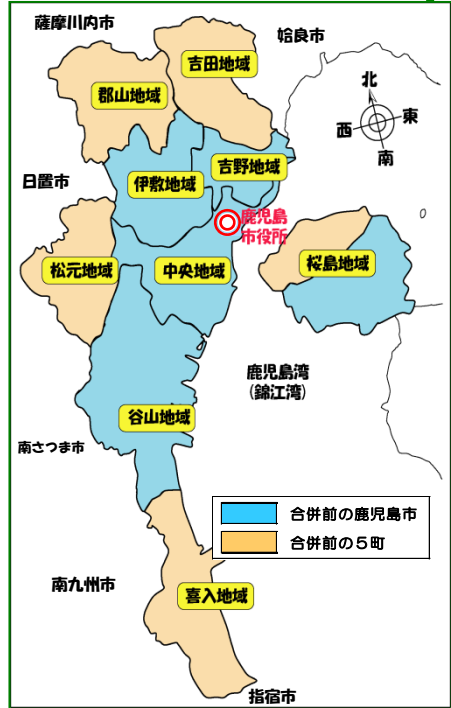 薩摩川内市
姶良市
吉田地域
郡山地域
北
東
西
南
吉野地域
日置市
伊敷地域
鹿児島
市役所
松元地域
中央地域
桜島地域
鹿児島湾
(錦江湾)
谷山地域
南さつま市
合併前の鹿児島市
合併前の5町
南九州市
喜入地域
指宿市